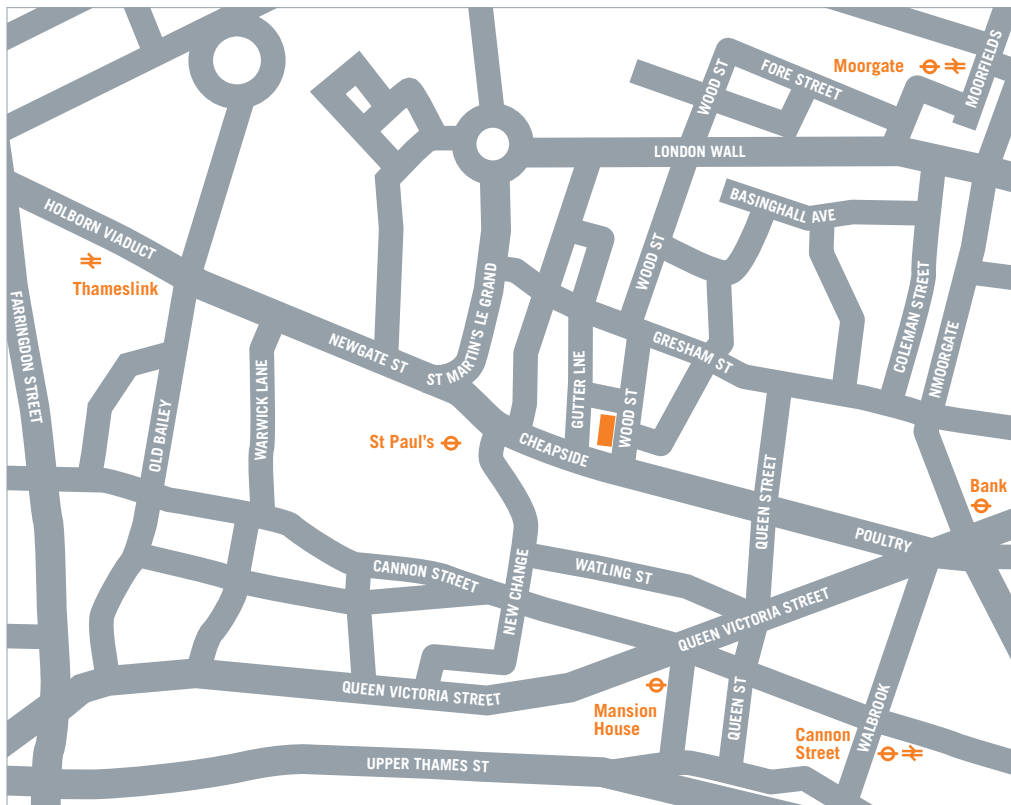 Moorgate
MOORFIELDS
WOOD ST
FORE STREET
LONDON WALL
BASINGHALL AVE
HOLBORN VIADUCT
Thameslink
WOOD ST
ST MARTIN'S LE GRAND
FARRINGDON STREET
COLEMAN STREET
NMOORGATE
NEWGATE ST
GRESHAM ST
WARWICK LANE
GUTTER LNE
WOOD ST
OLD BAILEY
St Paul's
CHEAPSIDE
QUEEN STREET
Bank
POULTRY
CANNON STREET
WATLING ST
NEW CHANGE
QUEEN VICTORIA STREET
QUEEN VICTORIA STREET
Mansion
House
QUEEN ST
WALBROOK
Cannon
Street
UPPER THAMES ST